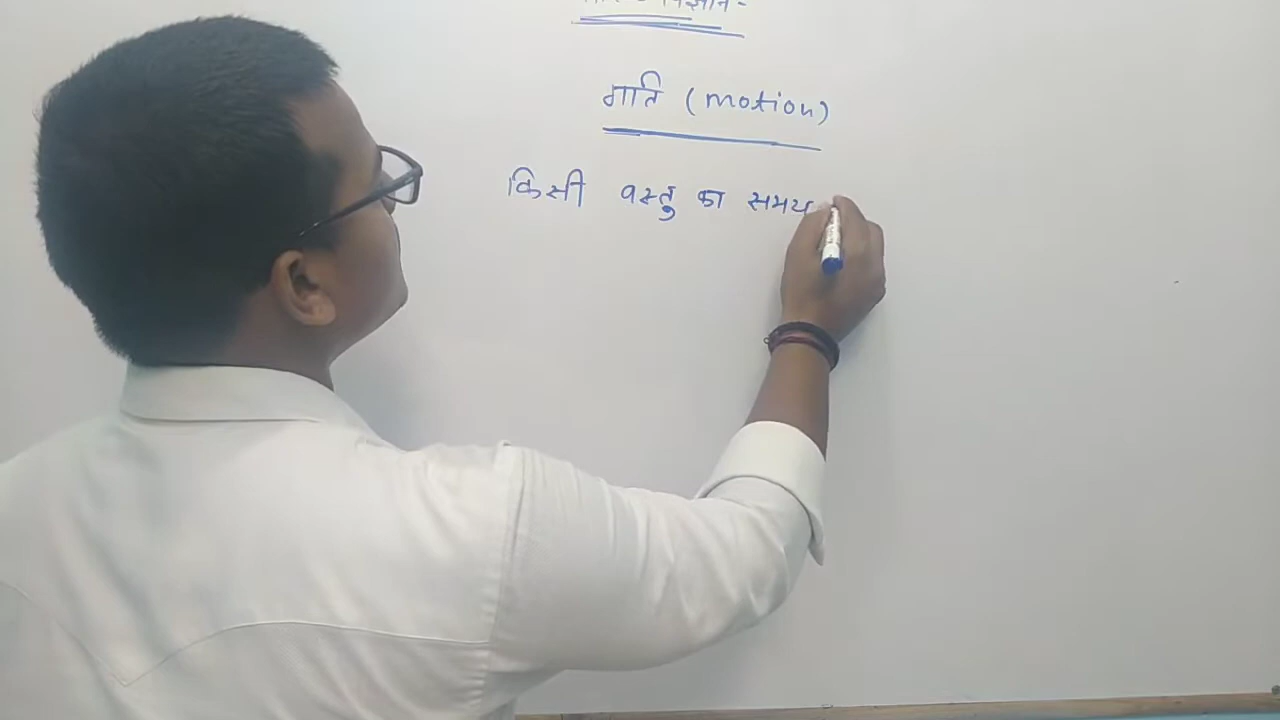 गति (motion)
किसी वस्तु का समय